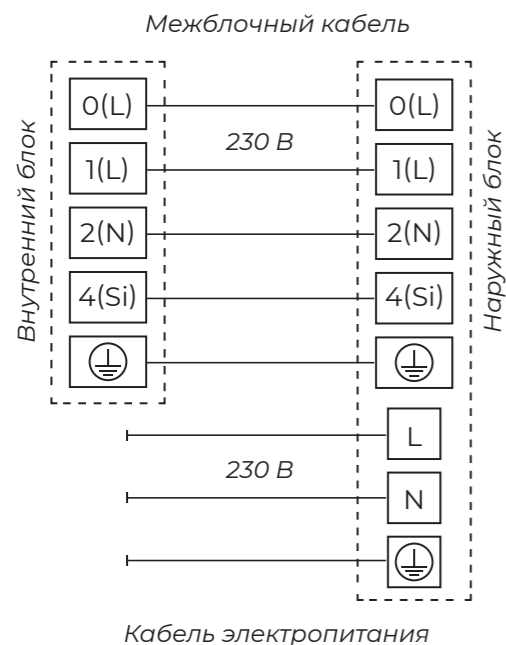 Межблочный кабель
Внутренний блок
Наружный блок
0(L)
0(L)
230 В
1(L)
1(L)
2(N)
2(N)
4(Si)
4(Si)
L
230 В
N
Кабель электропитания